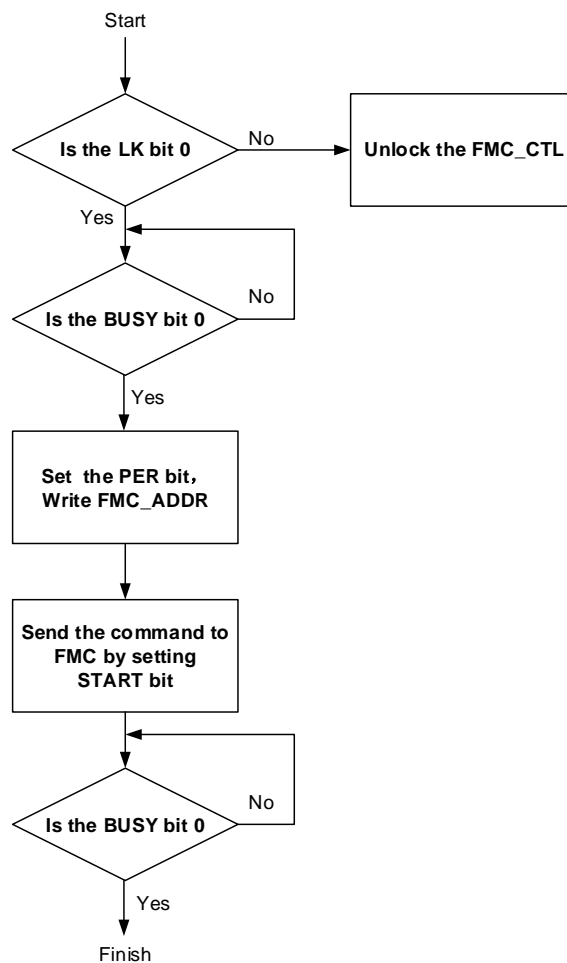 Start
Is the LK bit 0
No
Unlock the FMC_CTL
Yes
Is the BUSY bit 0
No
Yes
Set the PER bit，
Write FMC_ADDR
Send the command to
FMC by setting
START bit
Is the BUSY bit 0
No
Yes
Finish